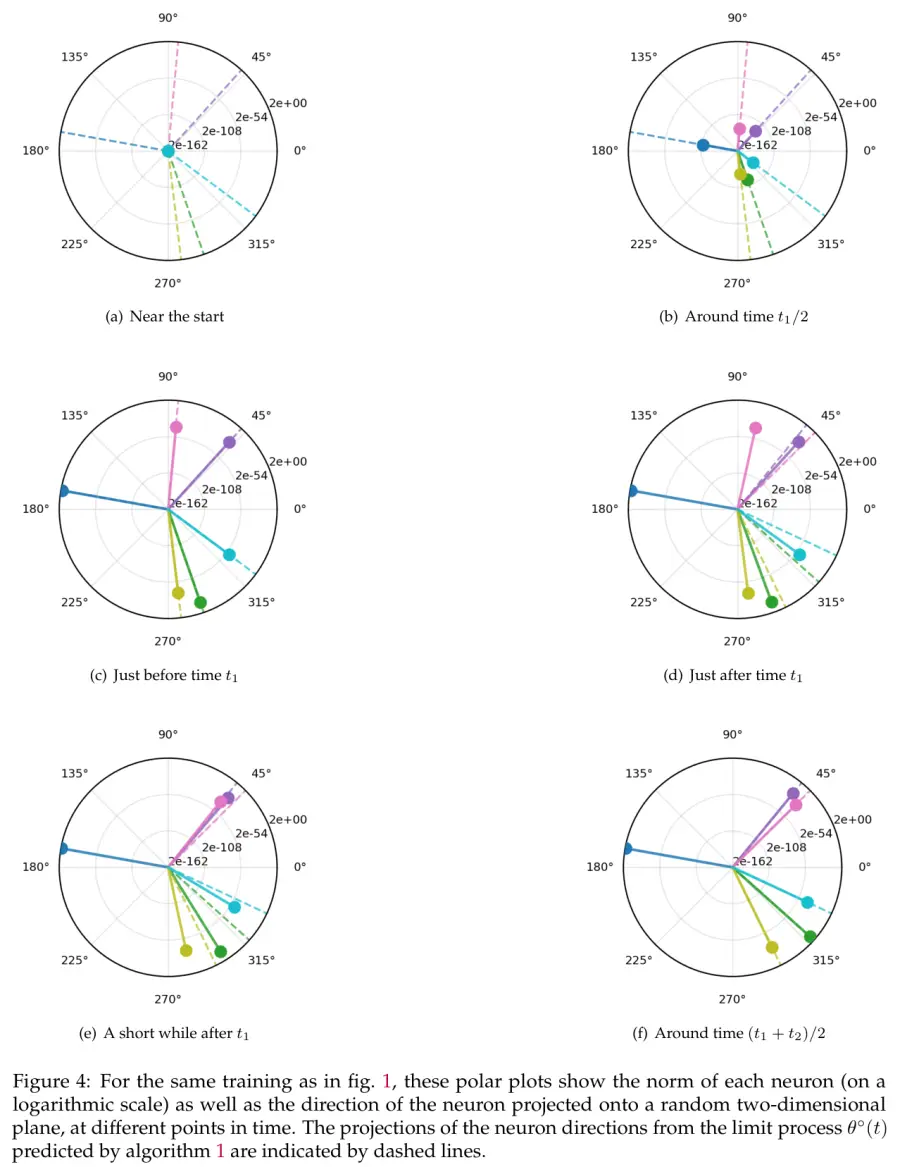 90°
135°
45°
2e+00
2e-54
2e-108
2e-162
180°
0°
225°
315°
270°
(a) Near the start
90°
135°
45°
2e+00
2e-54
2e-108
2e-162
180°
0°
225°
315°
270°
(b) Around time t₁/2
90°
135°
45°
2e+00
2e-54
2e-108
2e-162
180°
0°
225°
315°
270°
(c) Just before time t₁
90°
135°
45°
2e+00
2e-54
2e-108
2e-162
180°
0°
225°
315°
270°
(d) Just after time t₁
90°
135°
45°
2e+00
2e-54
2e-108
2e-162
180°
0°
225°
315°
270°
(e) A short while after t₁
90°
135°
45°
2e+00
2e-54
2e-108
2e-162
180°
0°
225°
315°
270°
(f) Around time (t₁ + t₂)/2
Figure 4: For the same training as in fig. 1, these polar plots show the norm of each neuron (on a
logarithmic scale) as well as the direction of the neuron projected onto a random two-dimensional
plane, at different points in time. The projections of the neuron directions from the limit process θ°(t)
predicted by algorithm 1 are indicated by dashed lines.